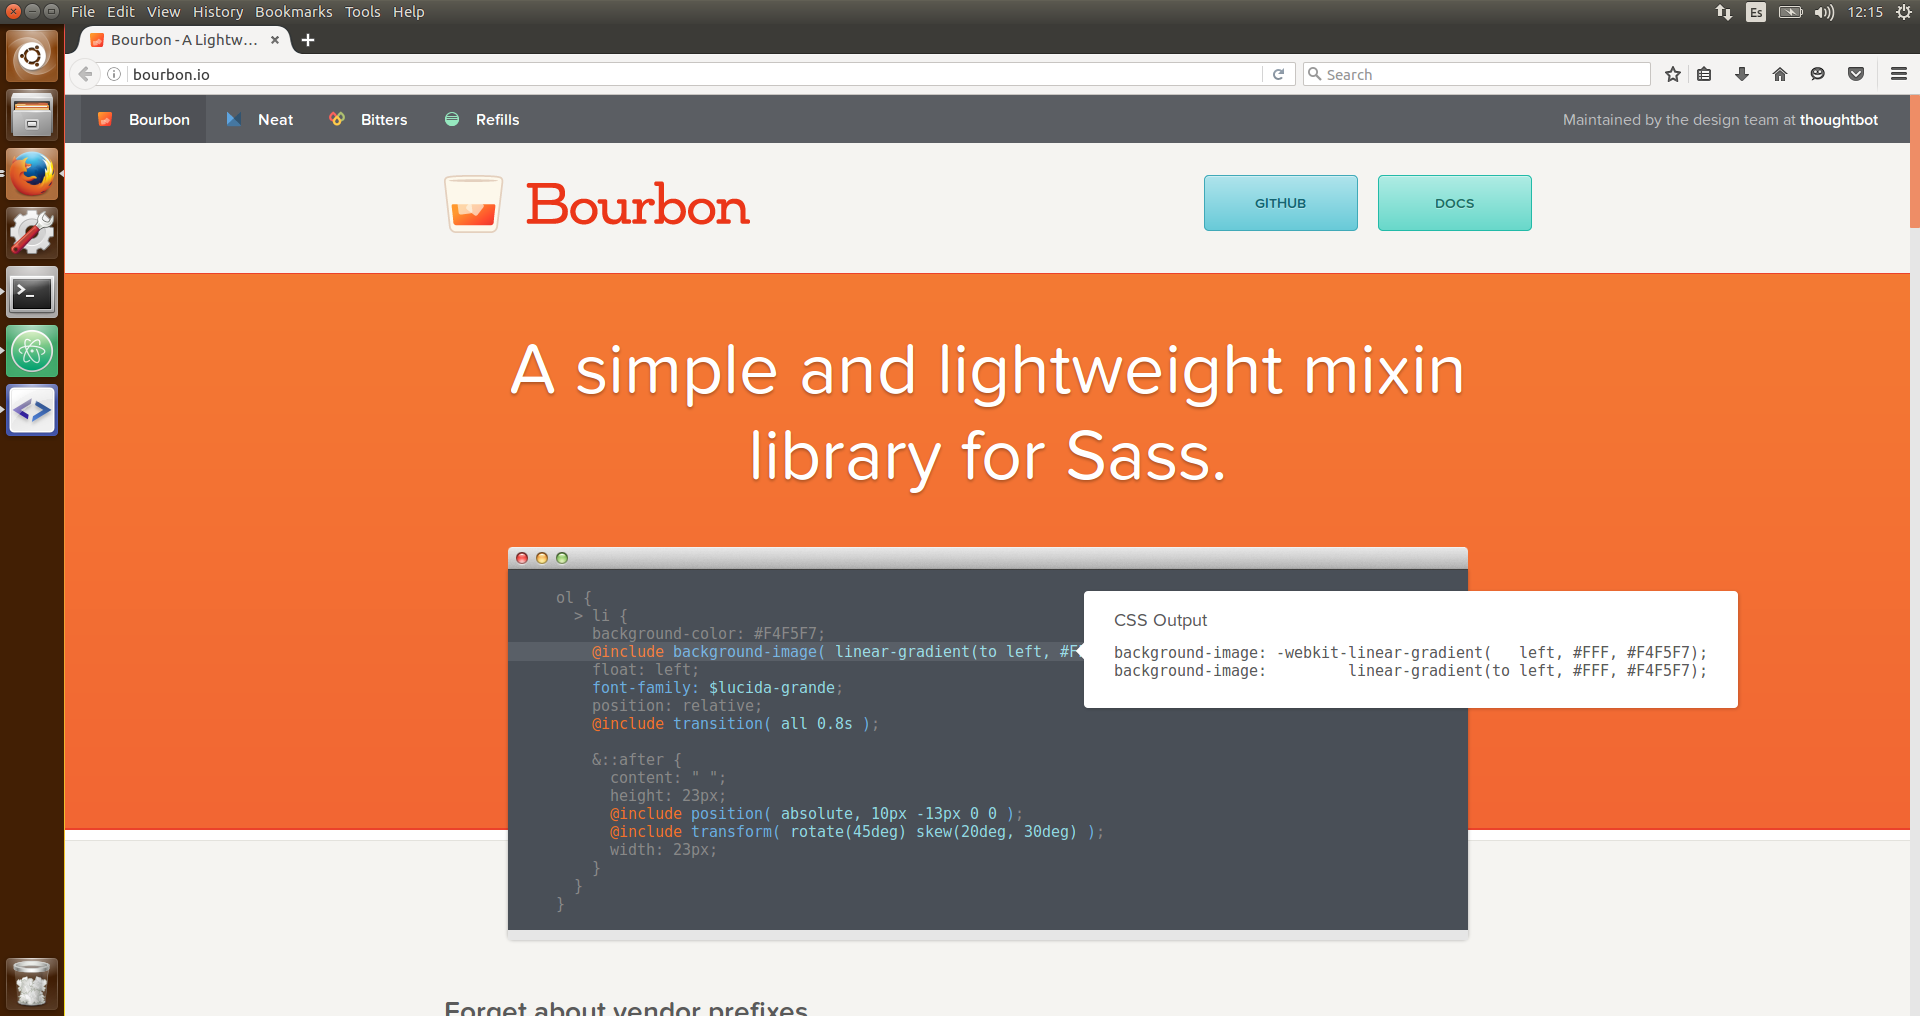 File Edit View History Bookmarks Tools Help
Es 12:15
Bourbon - A Lightw...
bourbon.io
Search
Bourbon Neat Bitters Refills Maintained by the design team at thoughtbot
Bourbon
GITHUB DOCS
A simple and lightweight mixin
library for Sass.
ol {
> li {
background-color: #F4F5F7;
@include background-image( linear-gradient(to left, #F
float: left;
font-family: $lucida-grande;
position: relative;
@include transition( all 0.8s );
&::after {
content: " ";
height: 23px;
@include position( absolute, 10px -13px 0 0 );
@include transform( rotate(45deg) skew(20deg, 30deg) );
width: 23px;
}
}
}
CSS Output
background-image: -webkit-linear-gradient(   left, #FFF, #F4F5F7);
background-image:         linear-gradient(to left, #FFF, #F4F5F7);
Forget about vendor prefixes